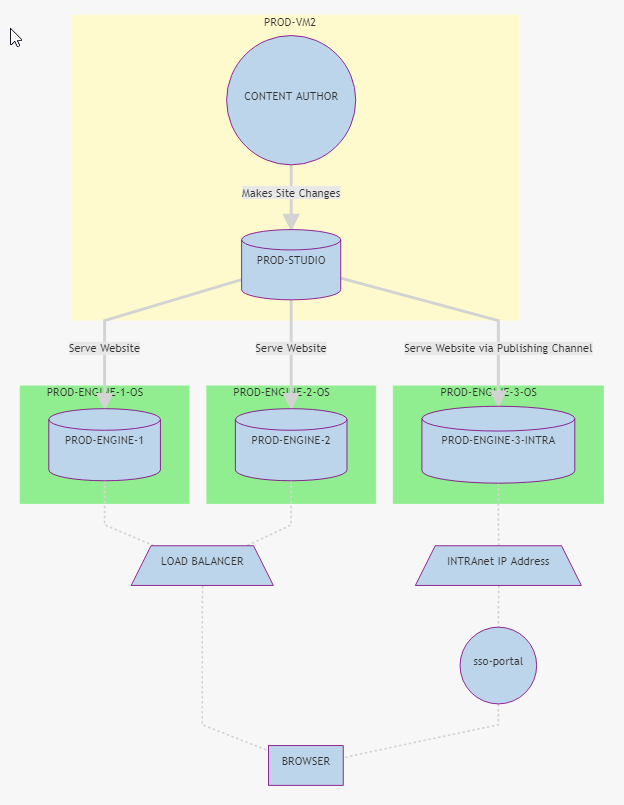 PROD-VM2
CONTENT AUTHOR
Makes Site Changes
PROD-STUDIO
Serve Website
Serve Website
Serve Website via Publishing Channel
PROD-ENGINE-1-OS
PROD-ENGINE-2-OS
PROD-ENGINE-3-OS
PROD-ENGINE-1
PROD-ENGINE-2
PROD-ENGINE-3-INTRA
LOAD BALANCER
INTRAnet IP Address
sso-portal
BROWSER